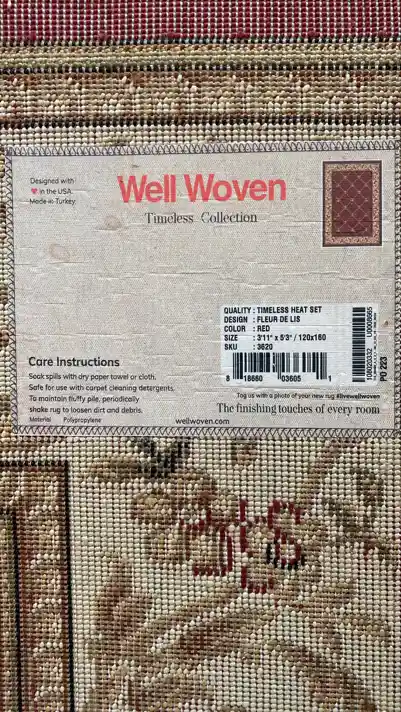 Designed with
♥ in the USA.
Made in Turkey
Well Woven
Timeless Collection
QUALITY : TIMELESS HEAT SET
DESIGN : FLEUR DE LIS
COLOR : RED
SIZE : 3'11" x 5'3" / 120x160
SKU : 3620
8 18660 03605 1
PO 223
Care Instructions
Soak spills with dry paper towel or cloth.
Safe for use with carpet cleaning detergents.
To maintain fluffy pile, periodically
shake rug to loosen dirt and debris.
Material Polypropylene
Tag us with a photo of your new rug #livewellwoven
The finishing touches of every room
wellwoven.com